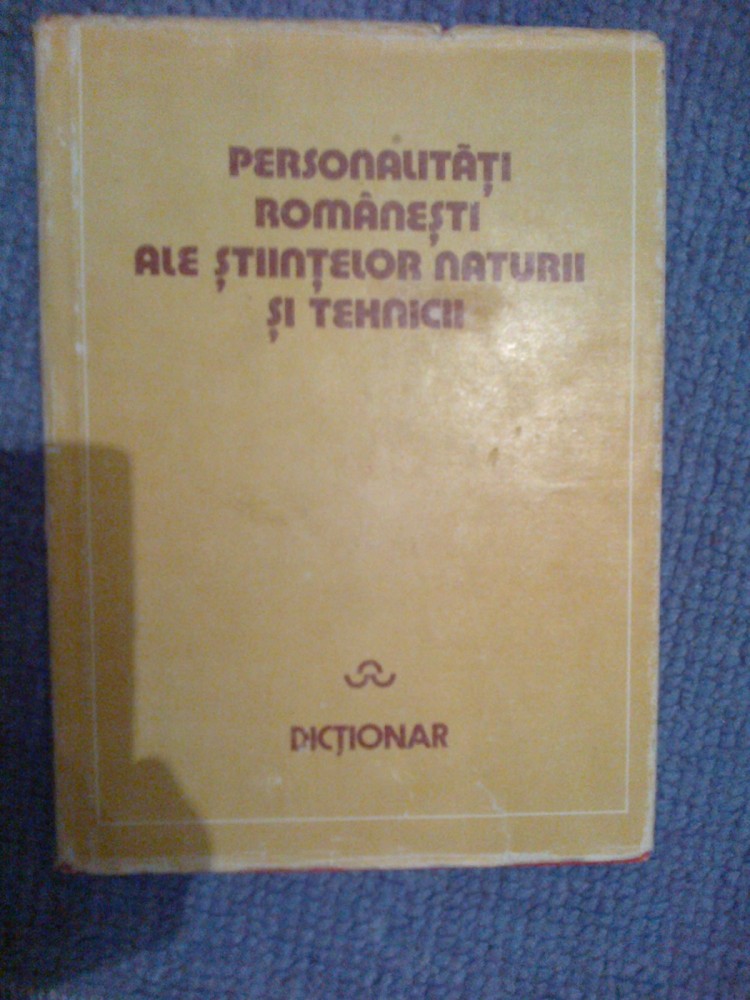 PERSONALITĂȚI
ROMÂNEȘTI
ALE ȘTIINȚELOR NATURII
ȘI TEHNICII
DICȚIONAR